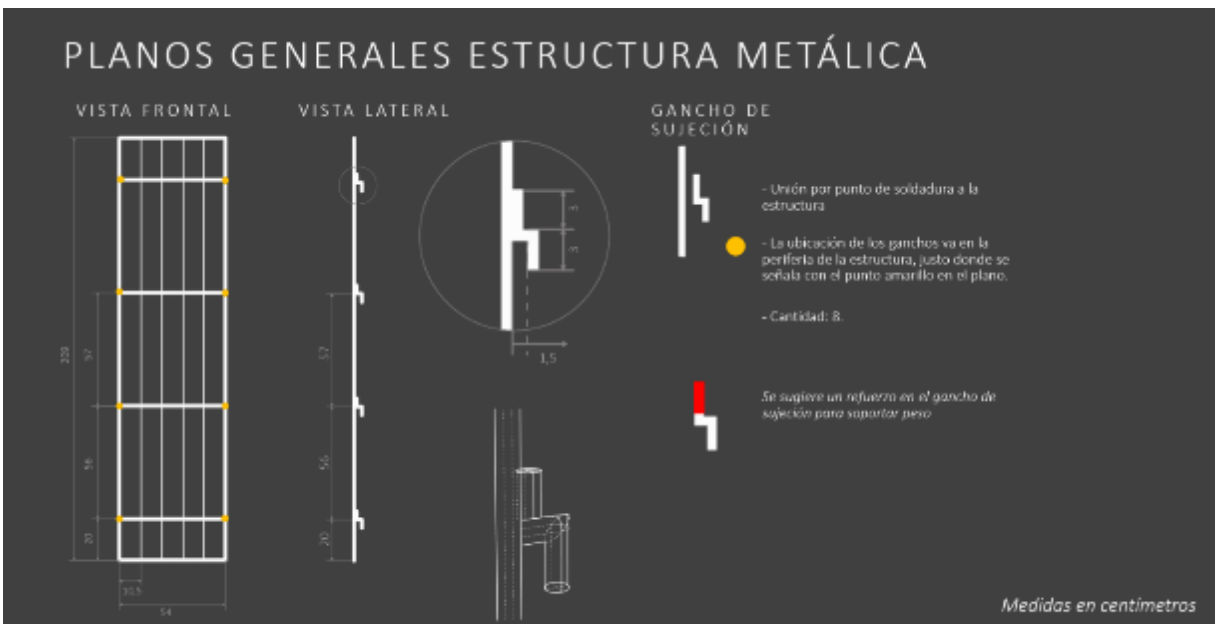 PLANOS GENERALES ESTRUCTURA METÁLICA
VISTA FRONTAL
VISTA LATERAL
GANCHO DE
SUJECIÓN
- Unión por punto de soldadura a la
estructura
- La ubicación de los ganchos va en la
periferia de la estructura, justo donde se
señala con el punto amarillo en el plano.
- Cantidad: 8.
Se sugiere un refuerzo en el gancho de
sujeción para soportar peso
57
20
10,5
54
57
56
20
3
3
1,5
Medidas en centímetros